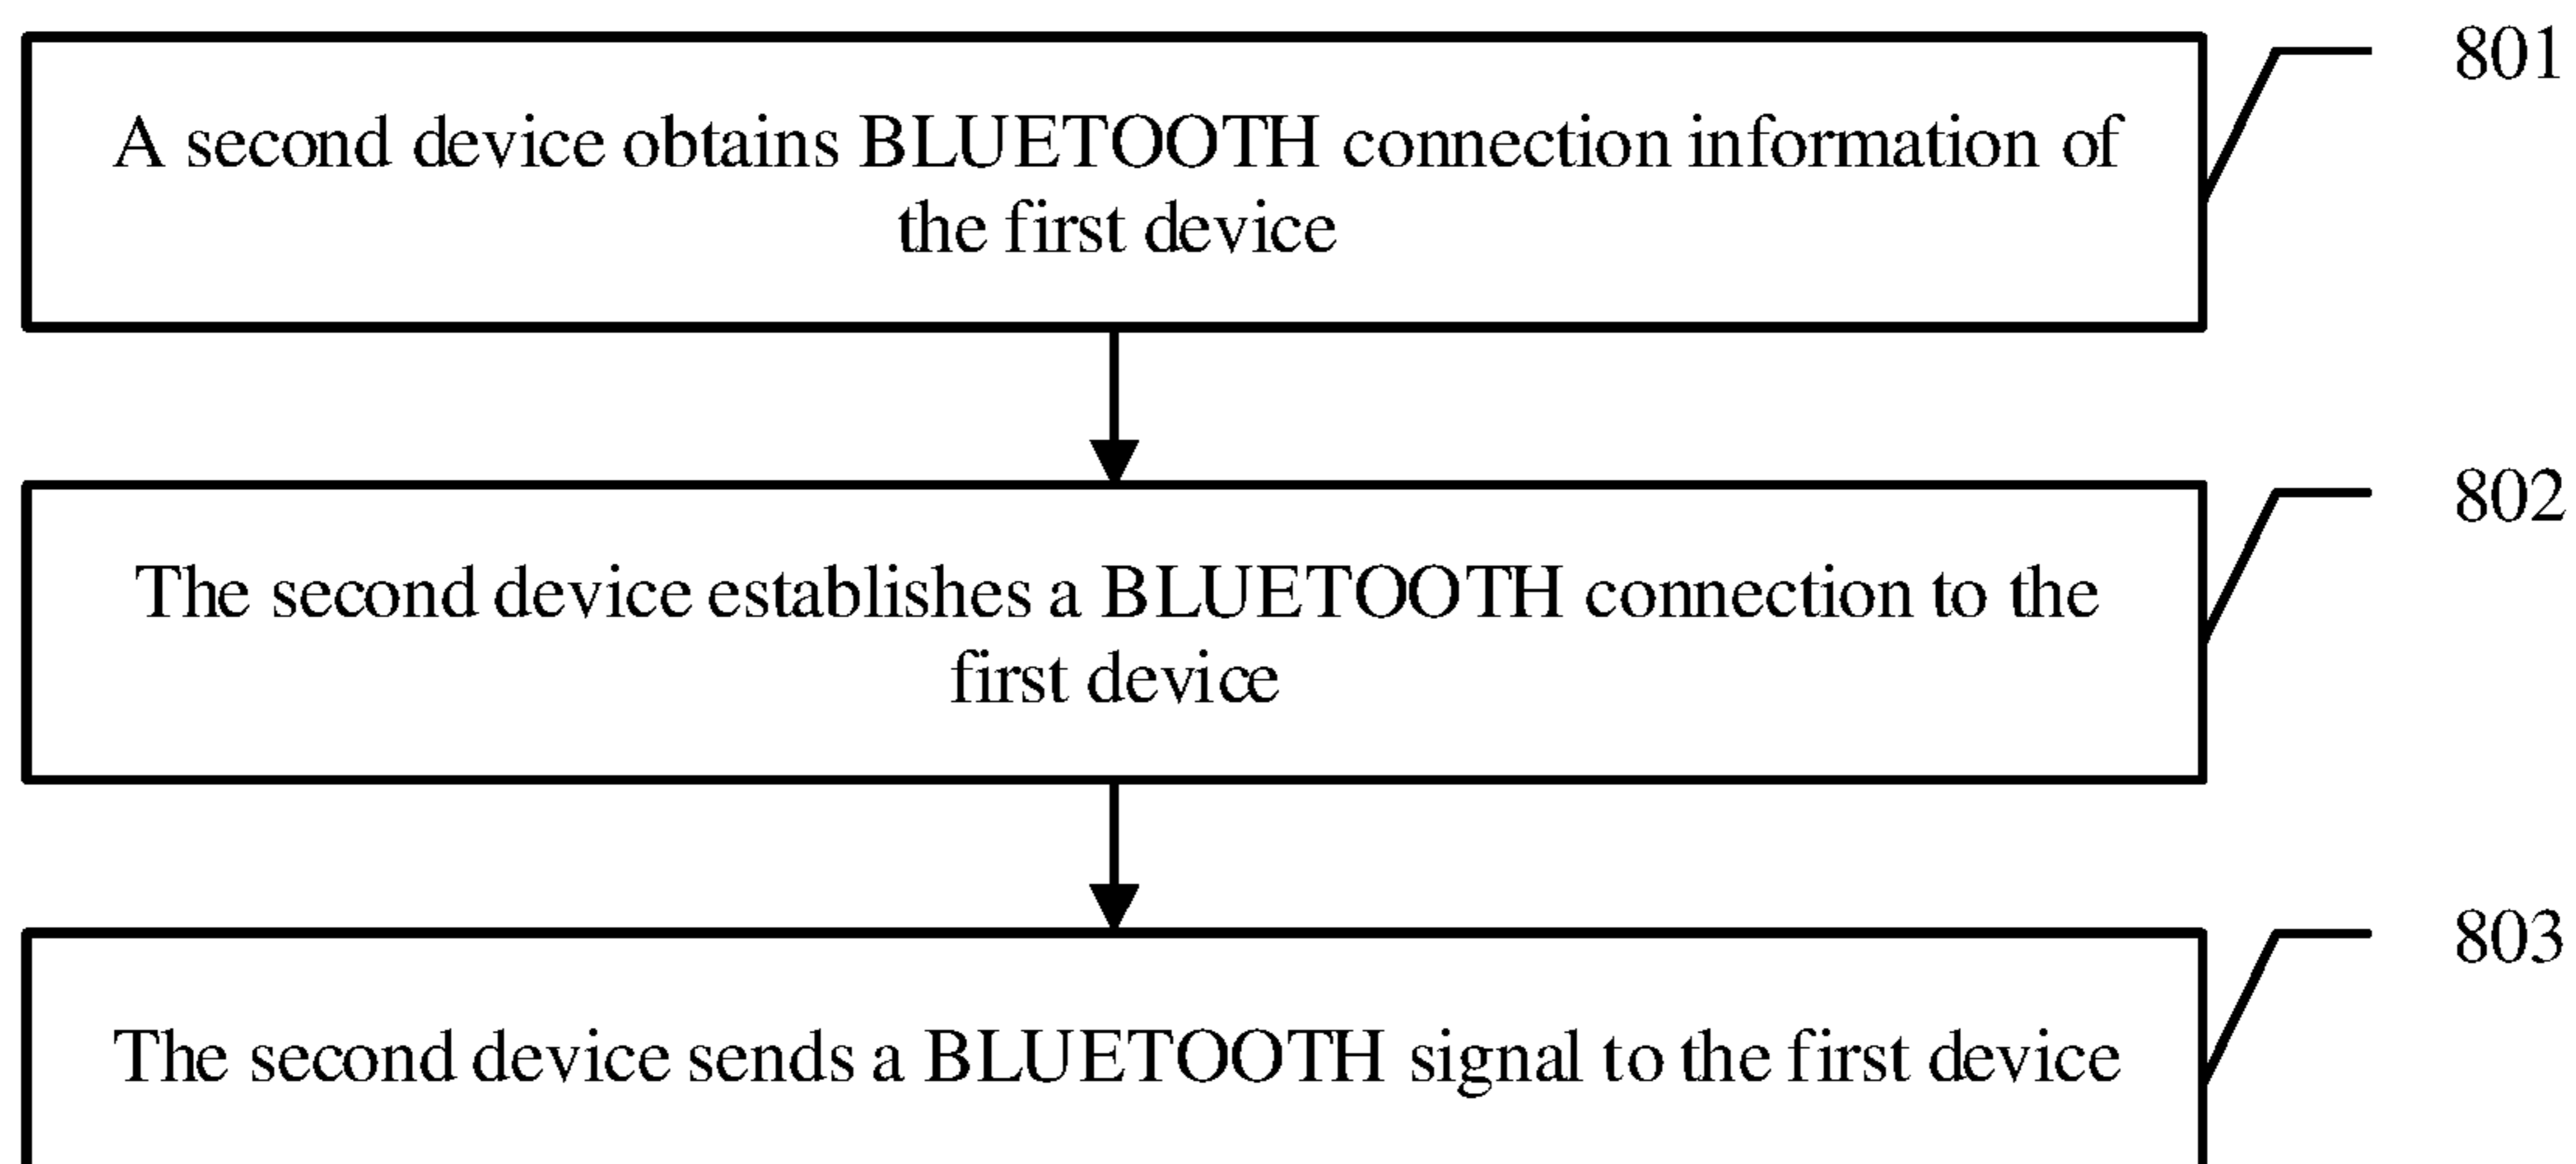 801
A second device obtains BLUETOOTH connection information of
the first device
802
The second device establishes a BLUETOOTH connection to the
first device
803
The second device sends a BLUETOOTH signal to the first device